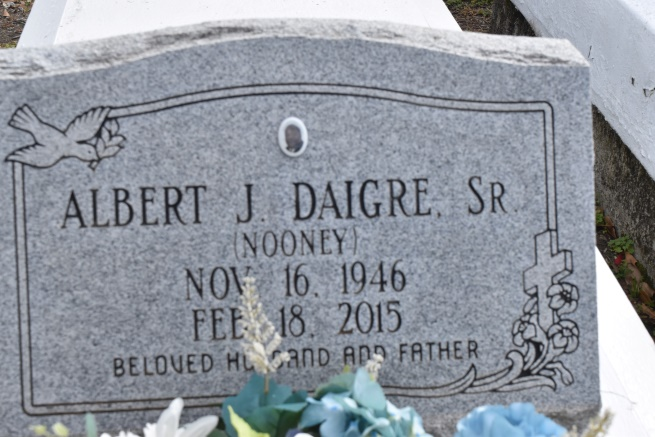 ALBERT J. DAIGRE, SR.
(NOONEY)
NOV. 16, 1946
FEB. 18, 2015
BELOVED HUSBAND AND FATHER